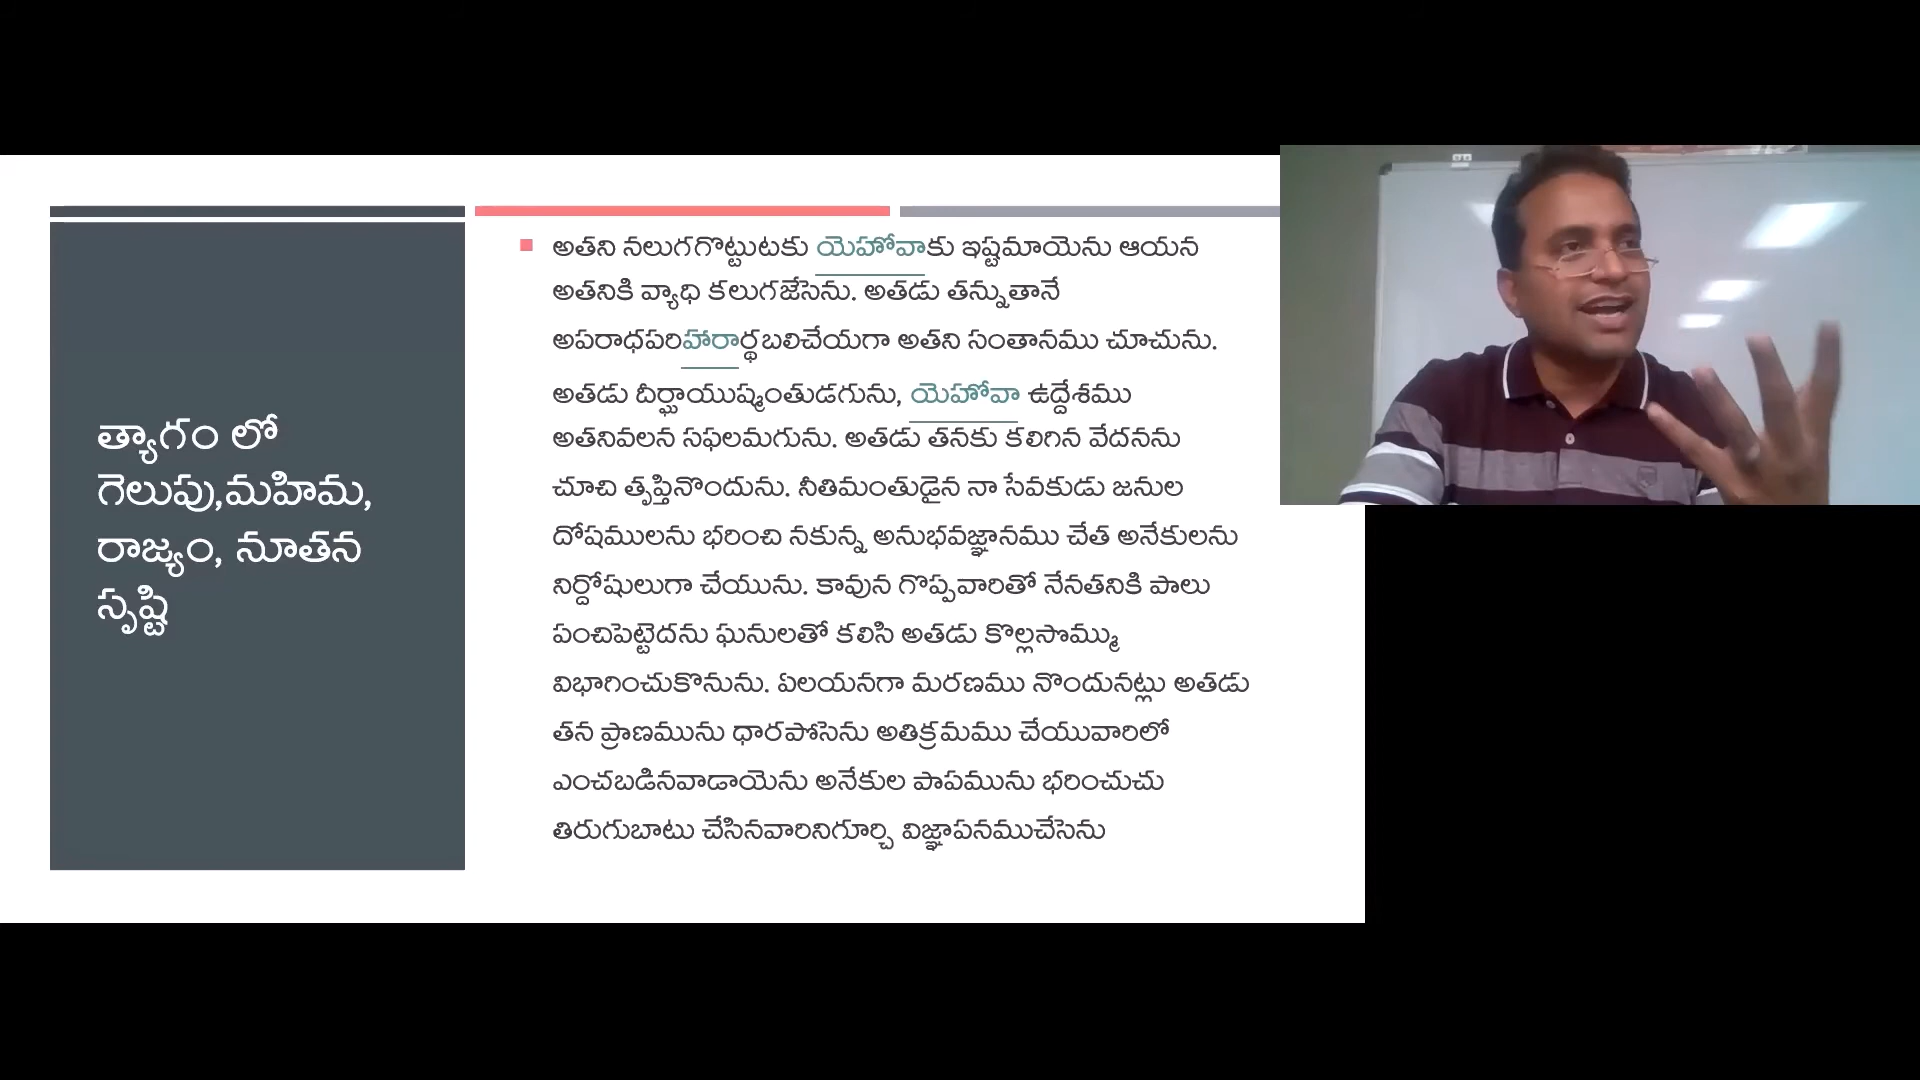 త్యాగం లో
గెలుపు,మహిమ,
రాజ్యం, నూతన
సృష్టి
అతని నలుగగొట్టుటకు యెహోవాకు ఇష్టమాయెను ఆయన
అతనికి వ్యాధి కలుగజేసెను. అతడు తన్నుతానే
అపరాధపరిహారార్థబలిచేయగా అతని సంతానము చూచును.
అతడు దీర్ఘాయుష్మంతుడగును, యెహోవా ఉద్దేశము
అతనివలన సఫలమగును. అతడు తనకు కలిగిన వేదనను
చూచి తృప్తినొందును. నీతిమంతుడైన నా సేవకుడు జనుల
దోషములను భరించి నకున్న అనుభవజ్ఞానము చేత అనేకులను
నిర్దోషులుగా చేయును. కావున గొప్పవారితో నేనతనికి పాలు
పంచిపెట్టెదను ఘనులతో కలిసి అతడు కొల్లసొమ్ము
విభాగించుకొనును. ఏలయనగా మరణము నొందునట్లు అతడు
తన ప్రాణమును ధారపోసెను అతిక్రమము చేయువారిలో
ఎంచబడినవాడాయెను అనేకుల పాపమును భరించుచు
తిరుగుబాటు చేసినవారినిగూర్చి విజ్ఞాపనముచేసెను